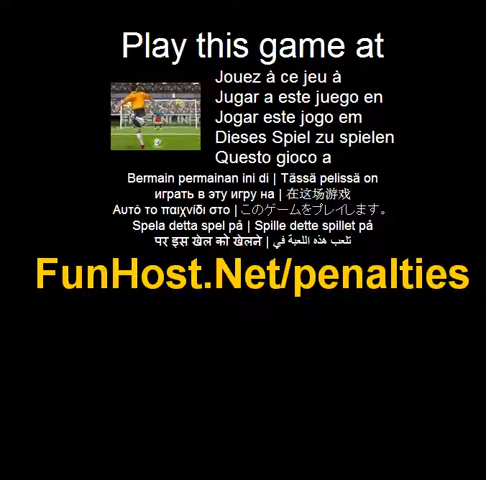 Play this game at
Jouez à ce jeu à
Jugar a este juego en
Jogar este jogo em
Dieses Spiel zu spielen
Questo gioco a
Bermain permainan ini di | Tässä pelissä on
играть в эту игру на | 在这场游戏
Αυτό το παιχνίδι στο | このゲームをプレイします。
Spela detta spel på | Spille dette spillet på
पर इस खेल को खेलने | تلعب هذه اللعبة في
FunHost.Net/penalties